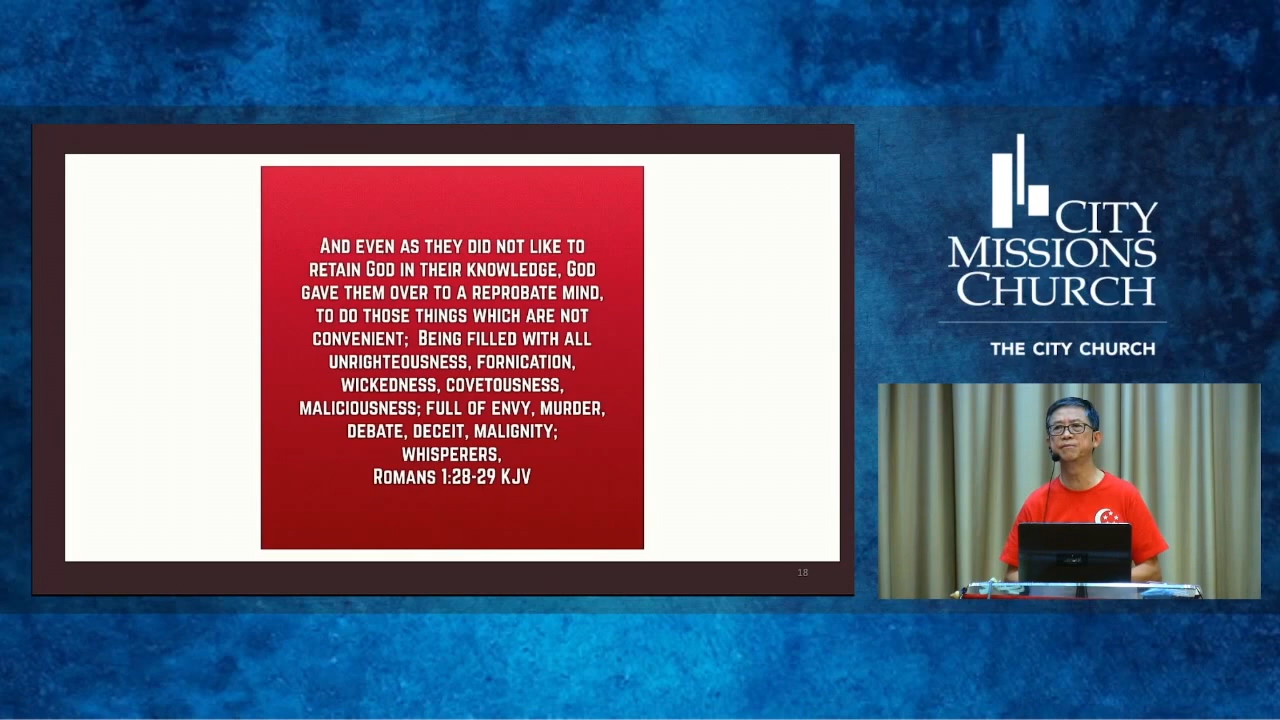 And even as they did not like to
retain God in their knowledge, God
gave them over to a reprobate mind,
to do those things which are not
convenient; Being filled with all
unrighteousness, fornication,
wickedness, covetousness,
maliciousness; full of envy, murder,
debate, deceit, malignity;
whisperers,
Romans 1:28-29 KJV
18
CITY
MISSIONS
CHURCH
THE CITY CHURCH